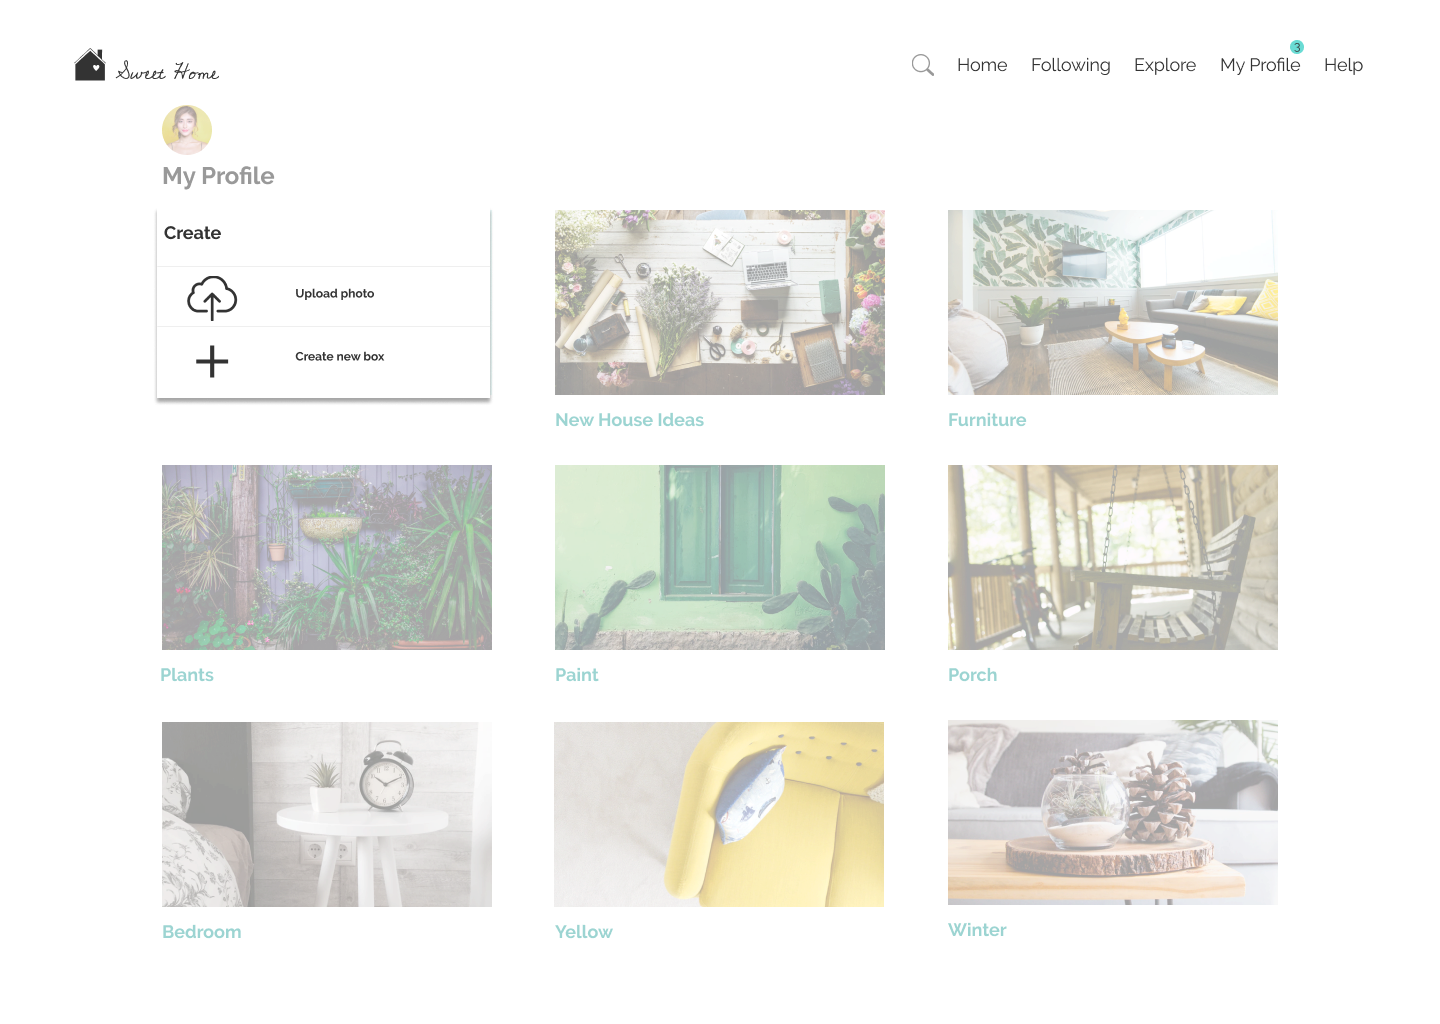 Sweet Home
Home Following Explore My Profile Help
3
My Profile
Create
Upload photo
Create new box
New House Ideas
Furniture
Plants
Paint
Porch
Bedroom
Yellow
Winter